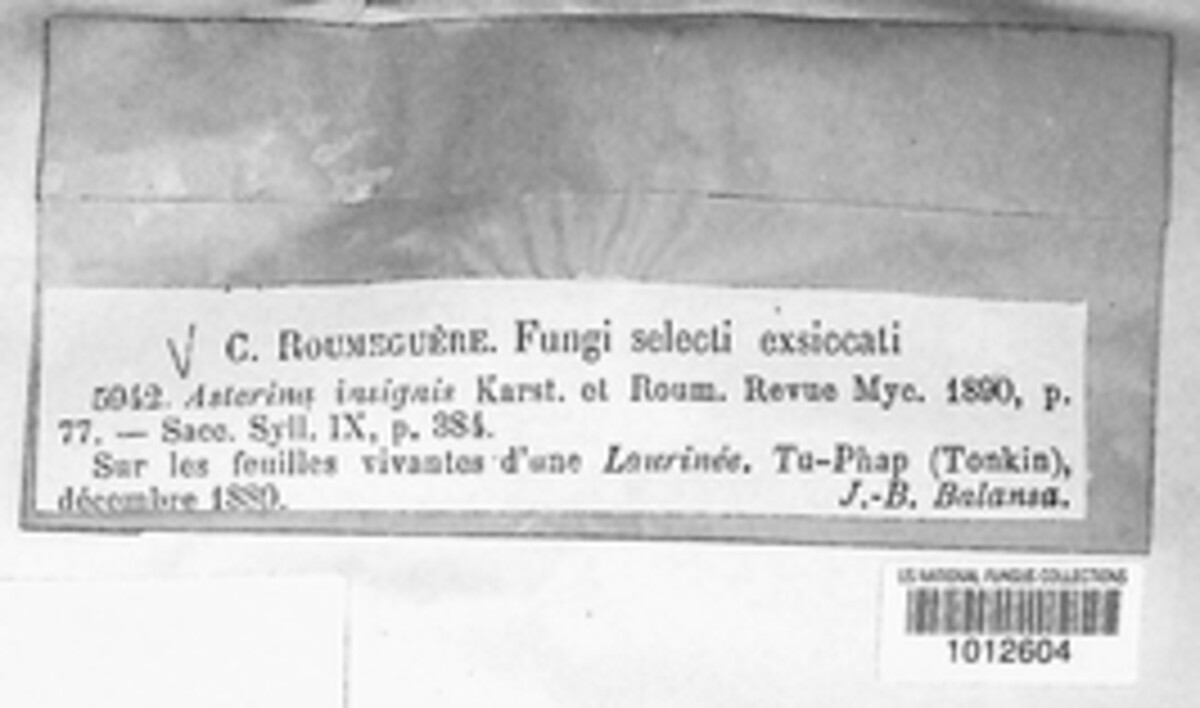 C. ROUMEGUÈRE. Fungi selecti exsiccati
5942. Asterina insignis Karst. et Roum. Revue Myc. 1890, p.
77. — Sacc. Syll. IX, p. 384.
Sur les feuilles vivantes d'une Laurinée. Tu-Phap (Tonkin),
décembre
J.-B. Balansa.
US NATIONAL FUNGUS COLLECTIONS
1012604